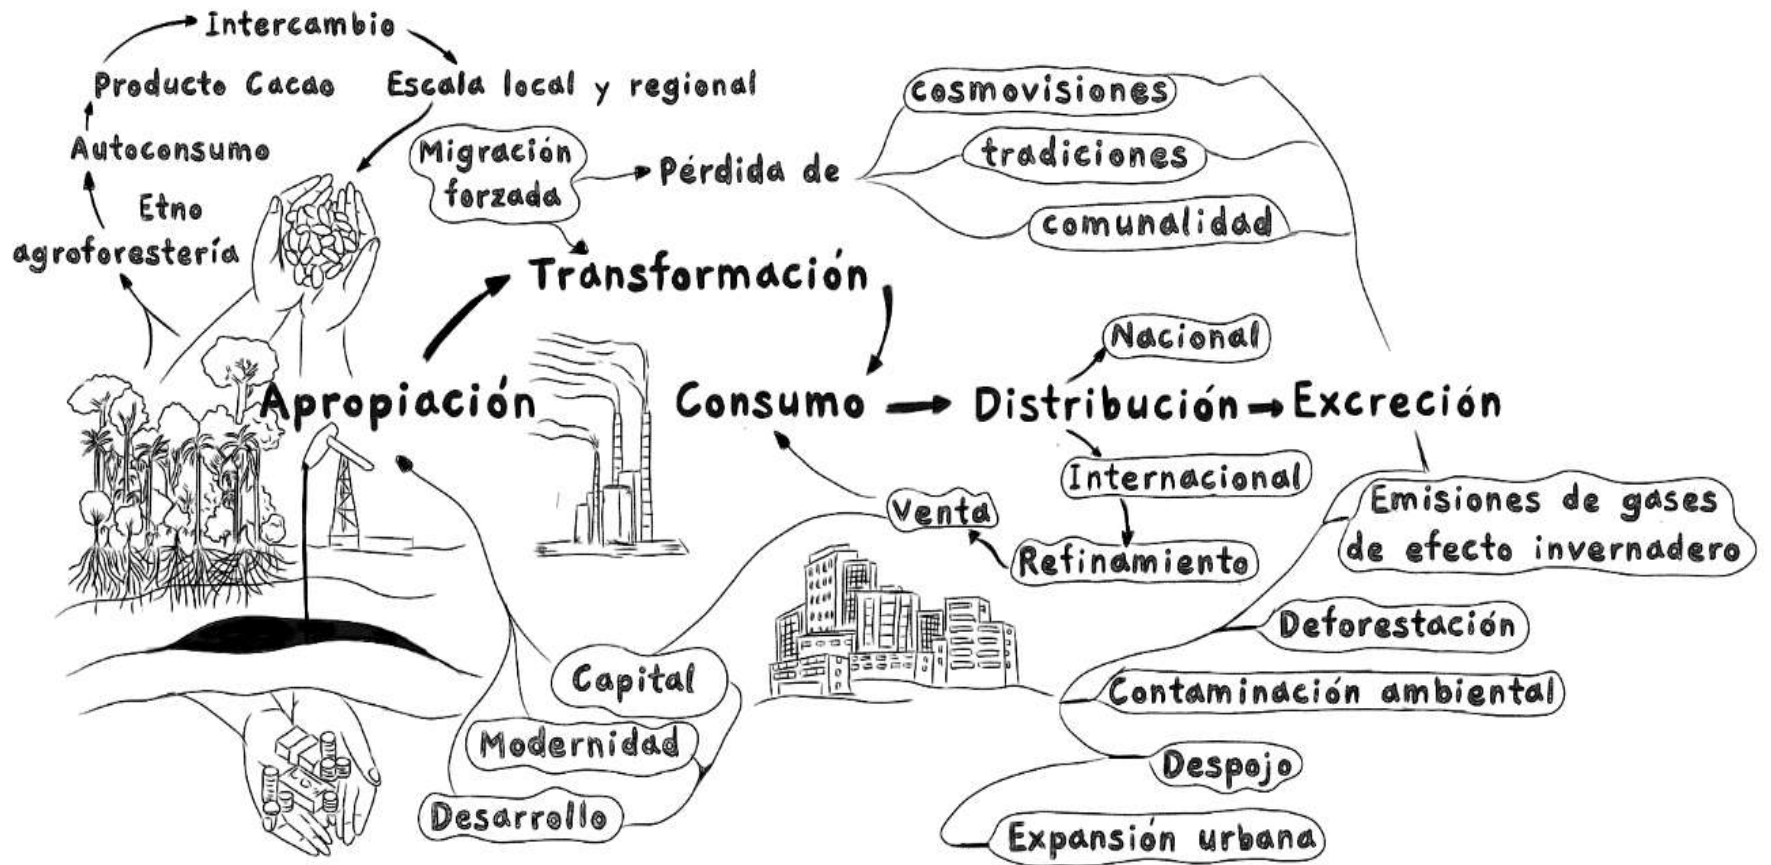 Intercambio
Producto Cacao
Escala local y regional
Autoconsumo
Etno
agroforestería
Migración
forzada
Pérdida de
cosmovisiones
tradiciones
comunalidad
Transformación
Apropiación
Consumo
Distribución
Excreción
Nacional
Internacional
Refinamiento
Venta
Emisiones de gases
de efecto invernadero
Deforestación
Contaminación ambiental
Despojo
Expansión urbana
Capital
Modernidad
Desarrollo